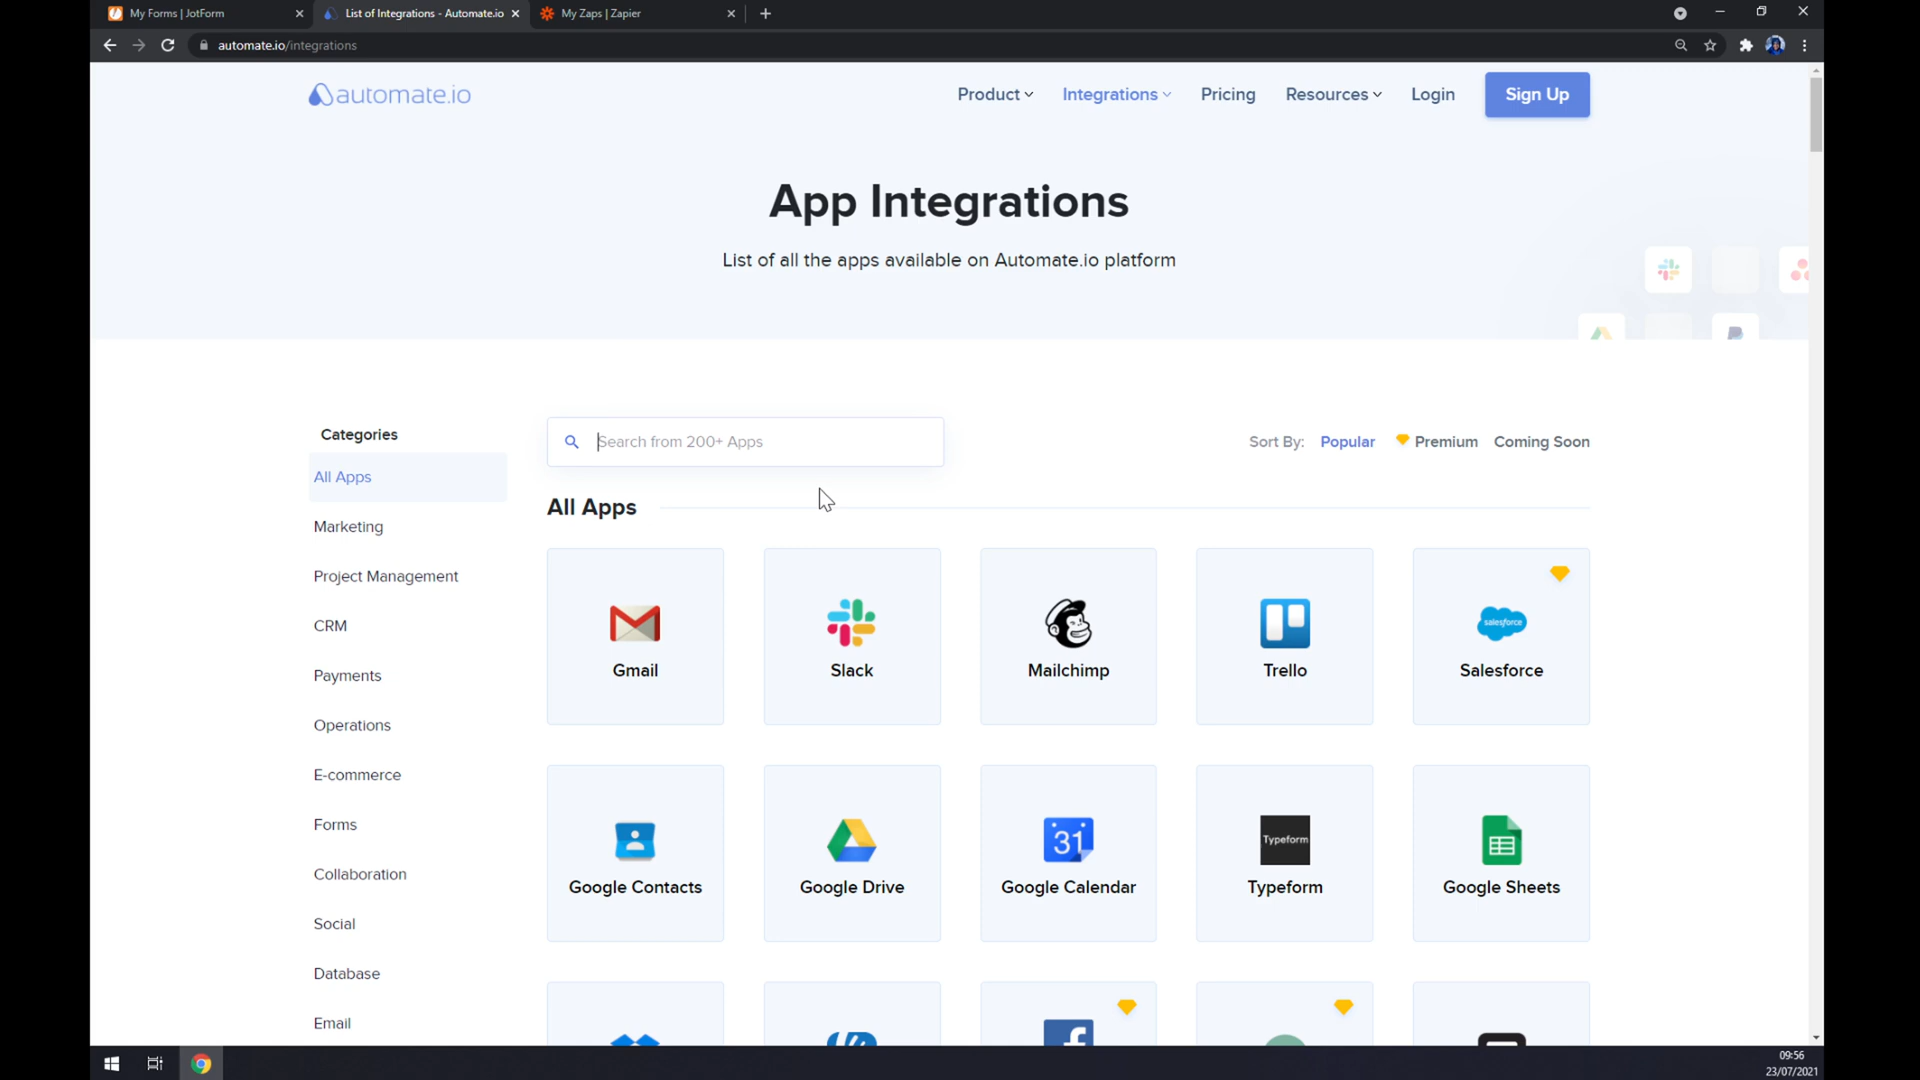 My Forms | JotForm
List of Integrations - Automate.io
My Zaps | Zapier
automate.io/integrations
automate.io
Product
Integrations
Pricing
Resources
Login
Sign Up
App Integrations
List of all the apps available on Automate.io platform
Categories
All Apps
Marketing
Project Management
CRM
Payments
Operations
E-commerce
Forms
Collaboration
Social
Database
Email
Search from 200+ Apps
Sort By:
Popular
Premium
Coming Soon
All Apps
Gmail
Slack
Mailchimp
Trello
salesforce
Salesforce
Google Contacts
Google Drive
31
Google Calendar
Typeform
Typeform
Google Sheets
09:56
23/07/2021